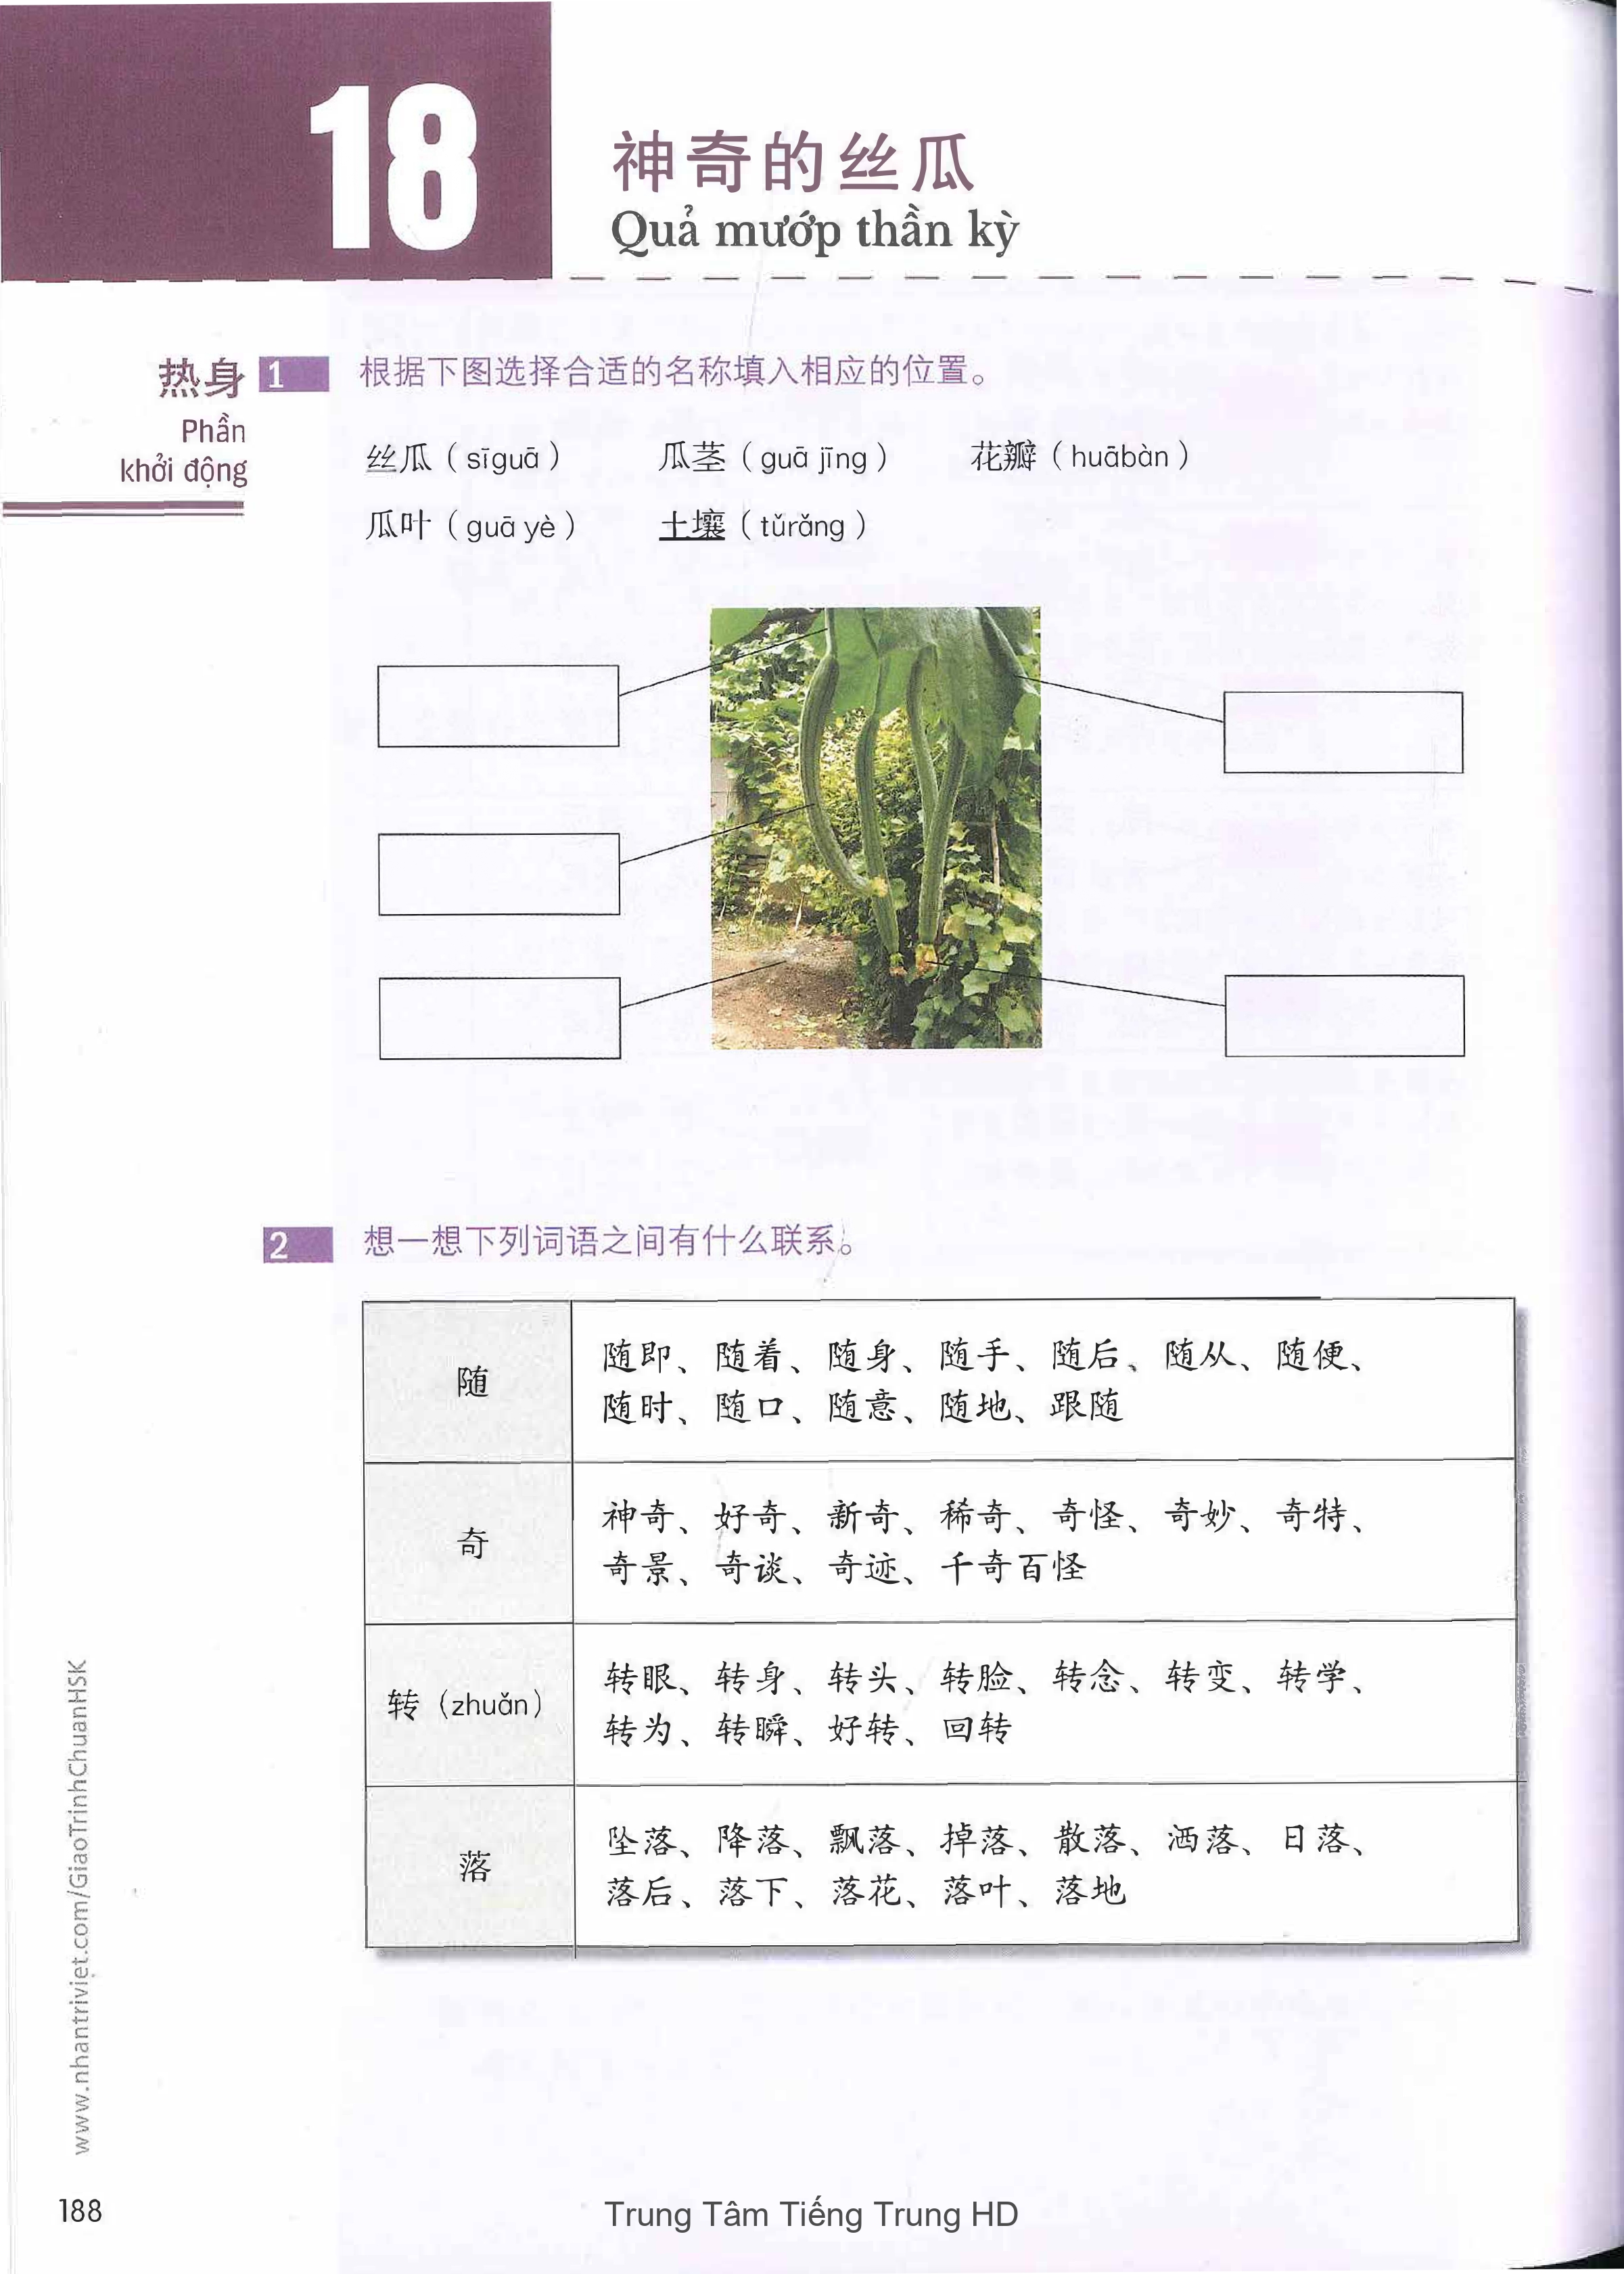 18
神奇的丝瓜
Quả mướp thần kỳ
热身
Phần
khởi động
1 根据下图选择合适的名称填入相应的位置。
丝瓜(sīguā) 瓜茎(guā jīng) 花瓣(huābàn)
瓜叶(guā yè) 土壤(tǔrǎng)
2 想一想下列词语之间有什么联系。
随
随即、随着、随身、随手、随后、随从、随便、
随时、随口、随意、随地、跟随
奇
神奇、好奇、新奇、稀奇、奇怪、奇妙、奇特、
奇景、奇谈、奇迹、千奇百怪
转(zhuǎn)
转眼、转身、转头、转脸、转念、转变、转学、
转为、转瞬、好转、回转
落
坠落、降落、飘落、掉落、散落、洒落、日落、
落后、落下、落花、落叶、落地
www.nhantriviet.com/GiaoTrinhChuanHSK
188
Trung Tâm Tiếng Trung HD